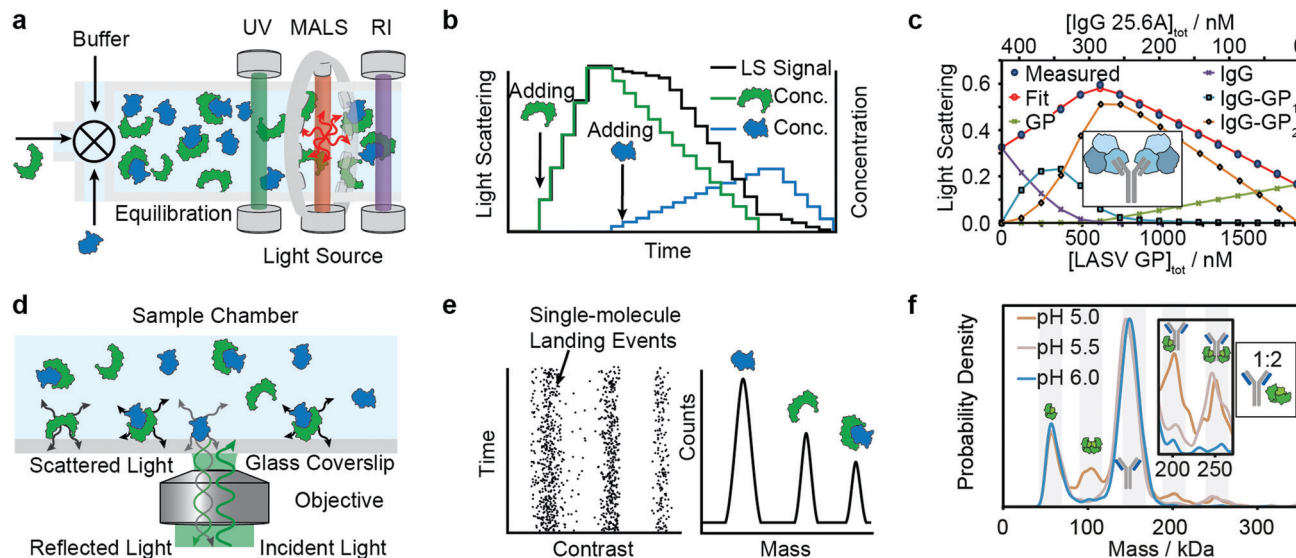 a
UV
MALS
RI
Buffer
Equilibration
Light Source
b
Light Scattering
Adding
Adding
LS Signal
Conc.
Conc.
Concentration
Time
c
[IgG 25.6A]tot / nM
400 300 200 100 0
Light Scattering
0.6
0.4
0.2
0.0
Measured
Fit
GP
IgG
IgG-GP1
IgG-GP2
0 500 1000 1500
[LASV GP]tot / nM
d
Sample Chamber
Scattered Light
Glass Coverslip
Objective
Reflected Light
Incident Light
e
Single-molecule
Landing Events
Time
Contrast
Counts
Mass
f
Probability Density
pH 5.0
pH 5.5
pH 6.0
1:2
200 250
0 100 200 300
Mass / kDa